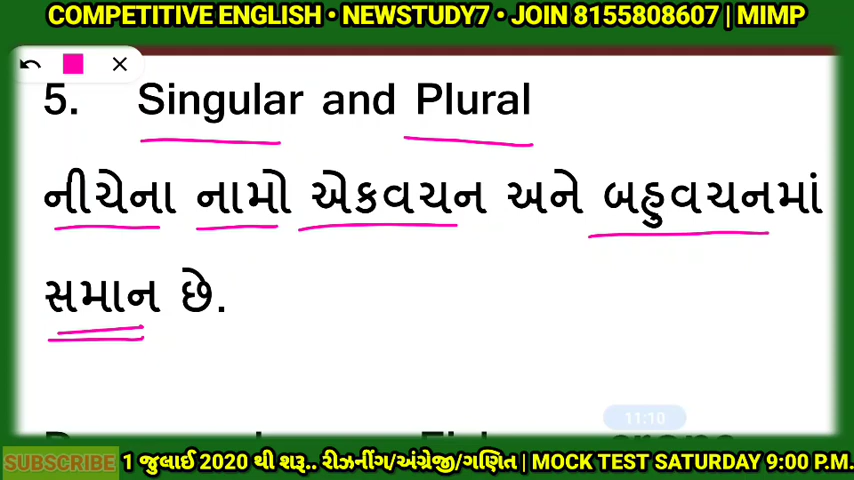 COMPETITIVE ENGLISH • NEWSTUDY7 • JOIN 8155808607 | MIMP
5. Singular and Plural
નીચેના નામો એકવચન અને બહુવચનમાં
સમાન છે.
11:10
SUBSCRIBE 1 જુલાઈ 2020 થી શરૂ.. રીઝનીંગ/અંગ્રેજી/ગણિત | MOCK TEST SATURDAY 9:00 P.M.